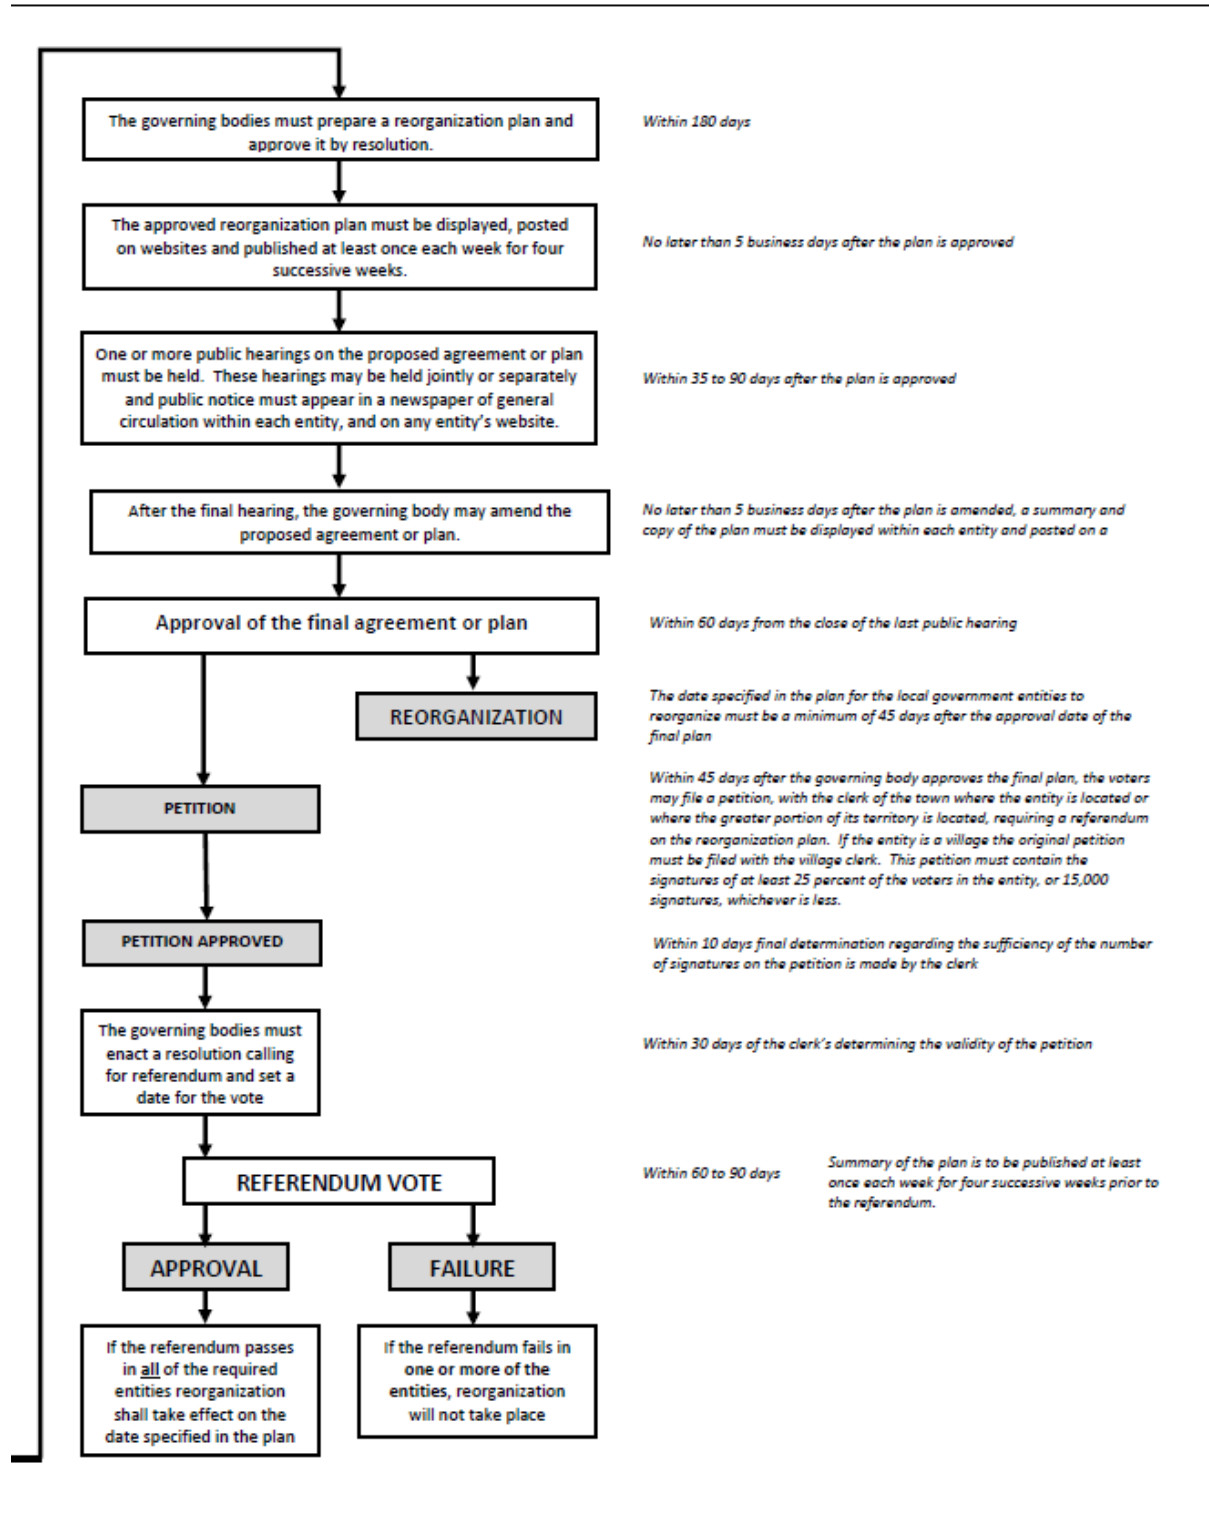 The governing bodies must prepare a reorganization plan and
approve it by resolution.
Within 180 days
The approved reorganization plan must be displayed, posted
on websites and published at least once each week for four
successive weeks.
No later than 5 business days after the plan is approved
One or more public hearings on the proposed agreement or plan
must be held. These hearings may be held jointly or separately
and public notice must appear in a newspaper of general
circulation within each entity, and on any entity's website.
Within 35 to 90 days after the plan is approved
After the final hearing, the governing body may amend the
proposed agreement or plan.
No later than 5 business days after the plan is amended, a summary and
copy of the plan must be displayed within each entity and posted on a
Approval of the final agreement or plan
Within 60 days from the close of the last public hearing
REORGANIZATION
The date specified in the plan for the local government entities to
reorganize must be a minimum of 45 days after the approval date of the
final plan
PETITION
Within 45 days after the governing body approves the final plan, the voters
may file a petition, with the clerk of the town where the entity is located or
where the greater portion of its territory is located, requiring a referendum
on the reorganization plan. If the entity is a village the original petition
must be filed with the village clerk. This petition must contain the
signatures of at least 25 percent of the voters in the entity, or 15,000
signatures, whichever is less.
PETITION APPROVED
Within 10 days final determination regarding the sufficiency of the number
of signatures on the petition is made by the clerk
The governing bodies must
enact a resolution calling
for referendum and set a
date for the vote
Within 30 days of the clerk's determining the validity of the petition
REFERENDUM VOTE
Within 60 to 90 days
Summary of the plan is to be published at least
once each week for four successive weeks prior to
the referendum.
APPROVAL
FAILURE
If the referendum passes
in all of the required
entities reorganization
shall take effect on the
date specified in the plan
If the referendum fails in
one or more of the
entities, reorganization
will not take place